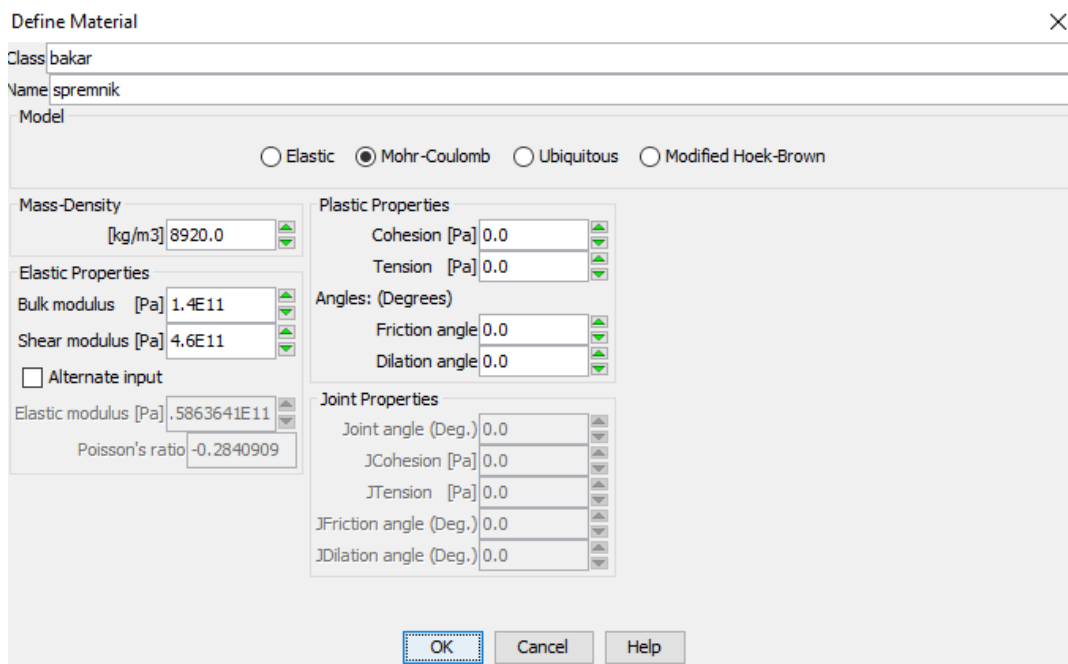 Define Material
Class bakar
Name spremnik
Model
Elastic Mohr-Coulomb Ubiquitous Modified Hoek-Brown
Mass-Density
[kg/m3] 8920.0
Elastic Properties
Bulk modulus [Pa] 1.4E11
Shear modulus [Pa] 4.6E11
Alternate input
Elastic modulus [Pa] .5863641E11
Poisson's ratio -0.2840909
Plastic Properties
Cohesion [Pa] 0.0
Tension [Pa] 0.0
Angles: (Degrees)
Friction angle 0.0
Dilation angle 0.0
Joint Properties
Joint angle (Deg.) 0.0
JCohesion [Pa] 0.0
JTension [Pa] 0.0
JFriction angle (Deg.) 0.0
JDilation angle (Deg.) 0.0
OK Cancel Help